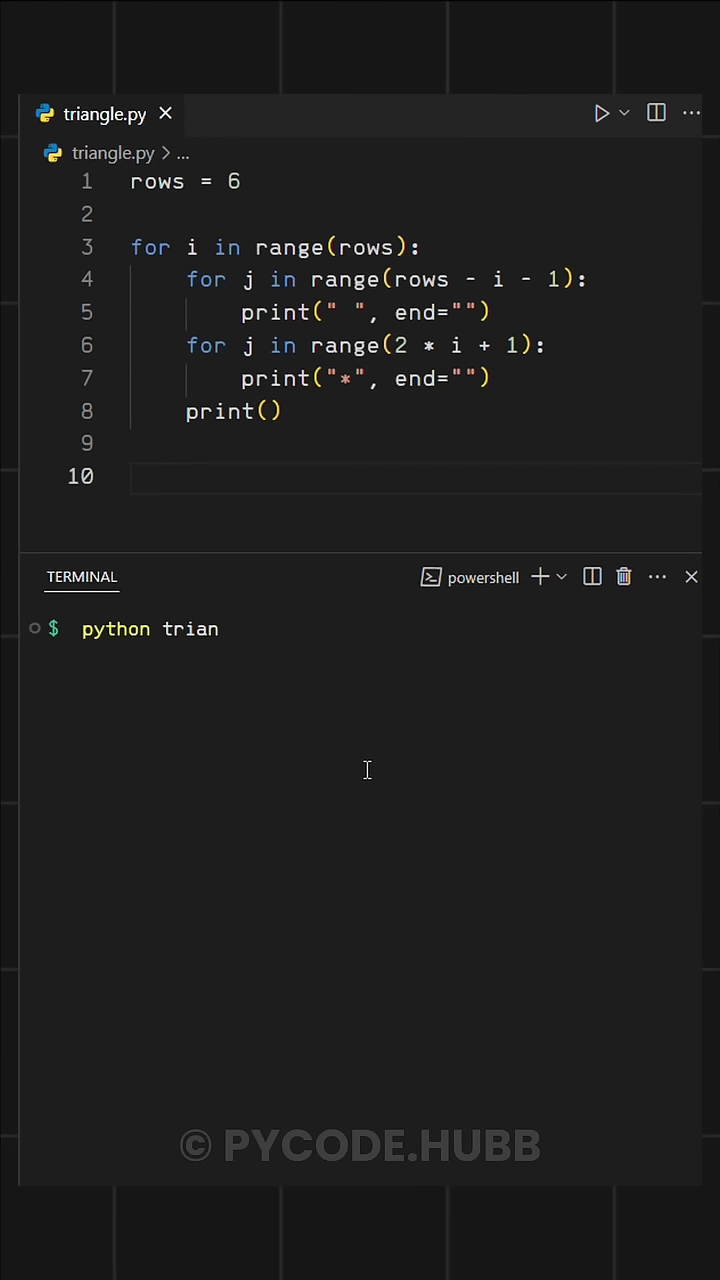 triangle.py
triangle.py > ...
1 rows = 6
2
3 for i in range(rows):
4     for j in range(rows - i - 1):
5         print(" ", end="")
6     for j in range(2 * i + 1):
7         print("*", end="")
8     print()
9
10
TERMINAL powershell
$ python trian
© PYCODE.HUBB